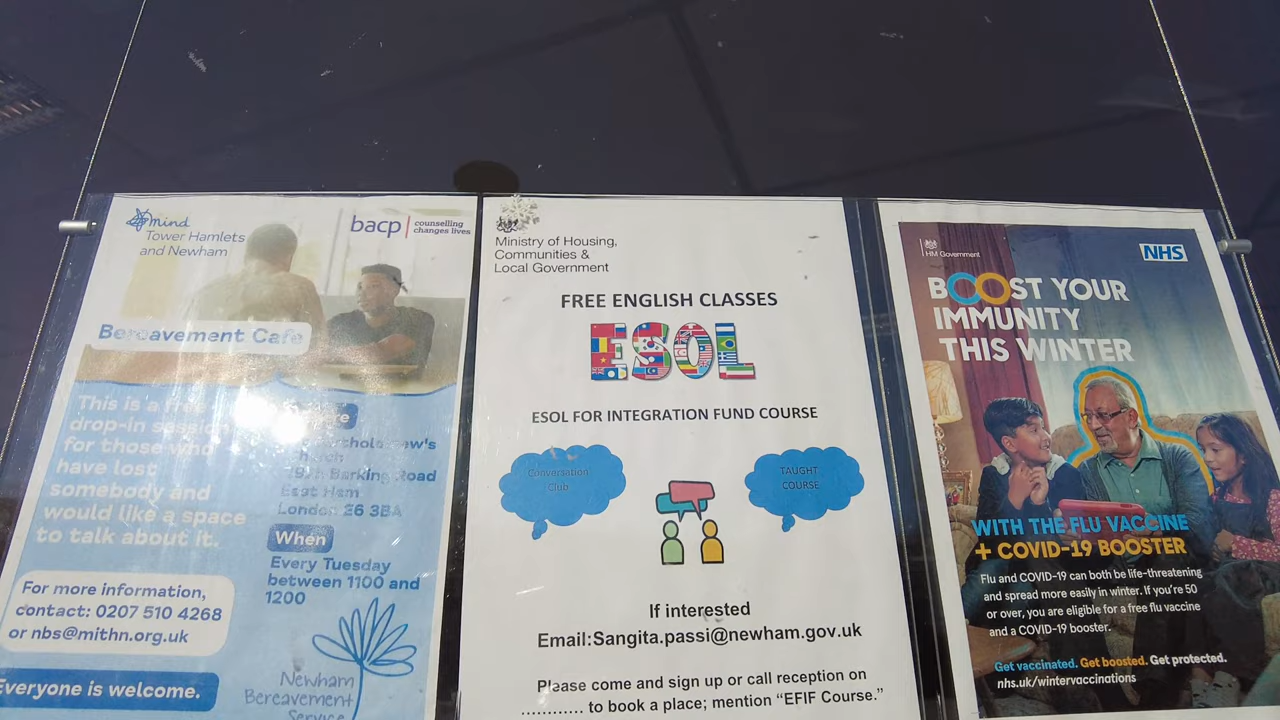 mind
Tower Hamlets
and Newham
bacp counselling
changes lives
Bereavement Cafe
This is a free
drop-in session
for those who
have lost
somebody and
would like a space
to talk about it.
For more information,
contact: 0207 510 4268
or nbs@mithn.org.uk
Everyone is welcome.
Barking Road
East Ham
London E6 3BA
When
Every Tuesday
between 1100 and
1200
Newham
Bereavement
Service
Ministry of Housing,
Communities &
Local Government
FREE ENGLISH CLASSES
ESOL
ESOL FOR INTEGRATION FUND COURSE
Conversation
Club
TAUGHT
COURSE
If interested
Email:Sangita.passi@newham.gov.uk
Please come and sign up or call reception on
............ to book a place; mention “EFIF Course.”
HM Government
NHS
BOOST YOUR
IMMUNITY
THIS WINTER
WITH THE FLU VACCINE
+ COVID-19 BOOSTER
Flu and COVID-19 can both be life-threatening
and spread more easily in winter. If you're 50
or over, you are eligible for a free flu vaccine
and a COVID-19 booster.
Get vaccinated. Get boosted. Get protected.
nhs.uk/wintervaccinations